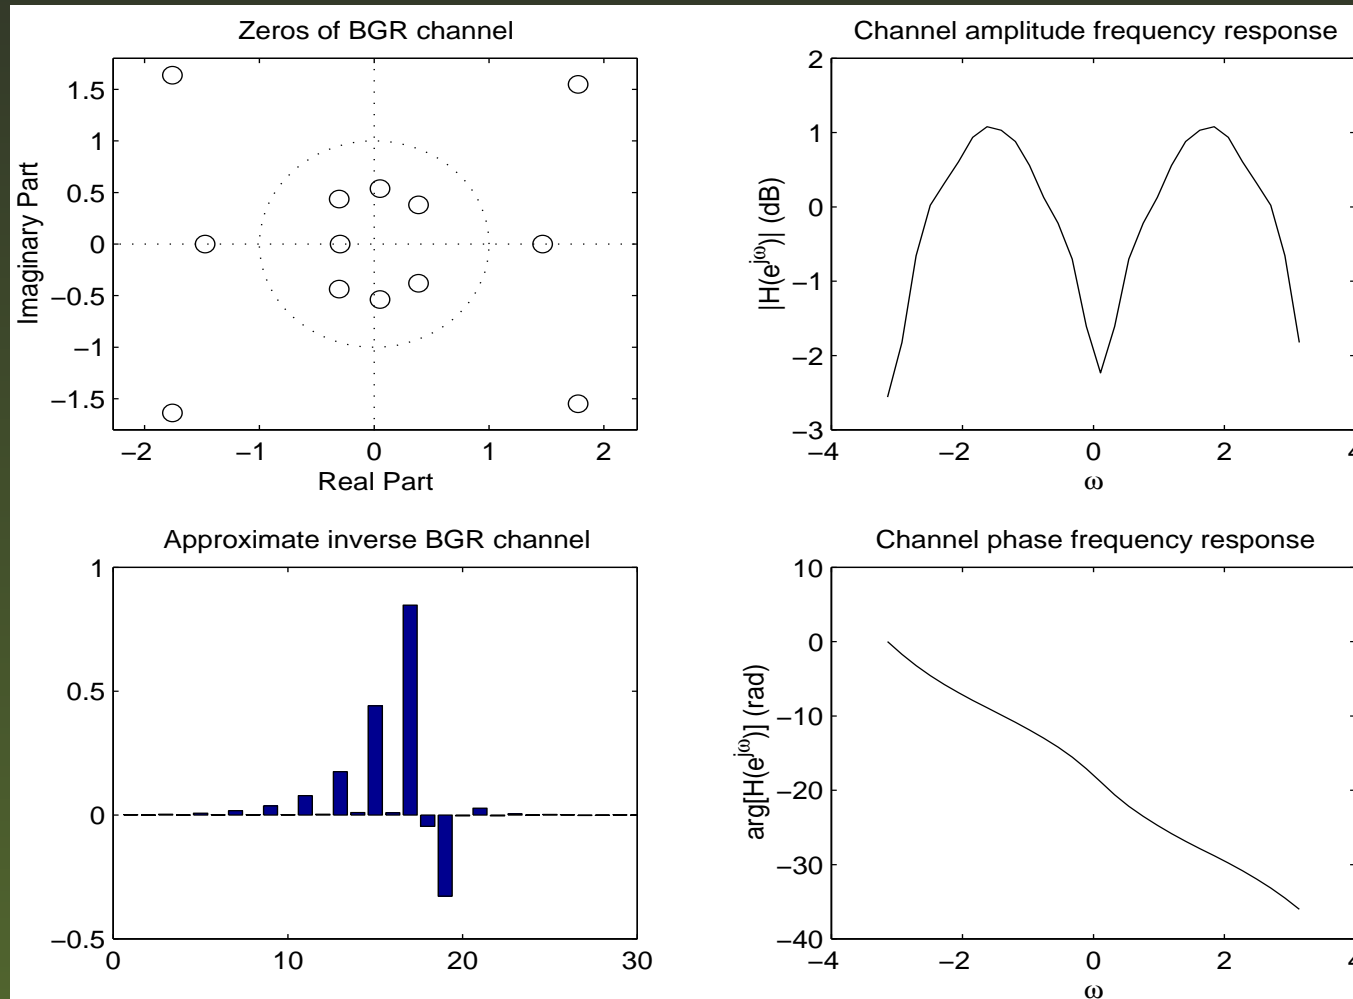 Zeros of BGR channel
1.5
1
0.5
0
−0.5
−1
−1.5
Imaginary Part
−2 −1 0 1 2
Real Part
Channel amplitude frequency response
2
1
0
−1
−2
−3
|H(e^jω)| (dB)
−4 −2 0 2
ω
Approximate inverse BGR channel
1
0.5
0
−0.5
0 10 20 30
Channel phase frequency response
10
0
−10
−20
−30
−40
arg[H(e^jω)] (rad)
−4 −2 0 2
ω